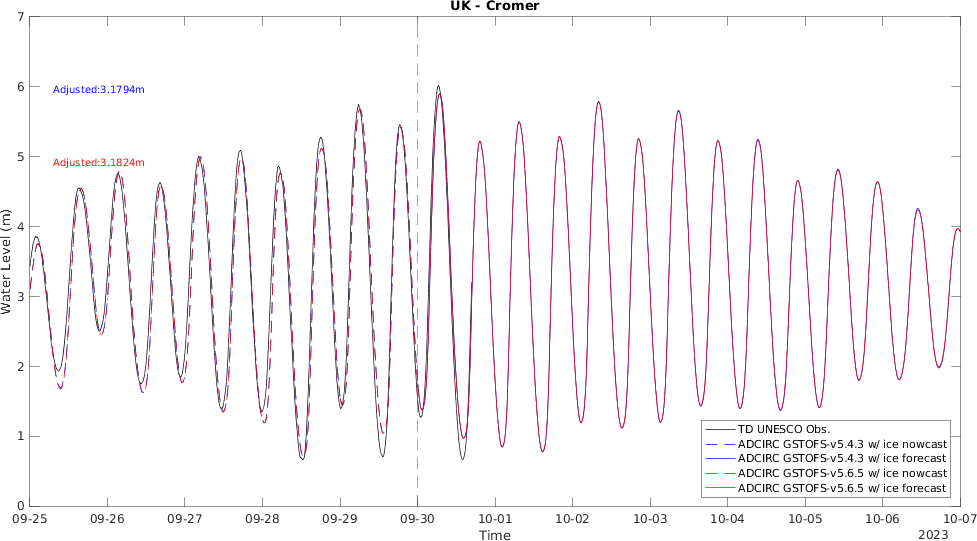 UK - Cromer
7
6
5
4
3
2
1
0
Water Level (m)
Adjusted:3.1794m
Adjusted:3.1824m
TD UNESCO Obs.
ADCIRC GSTOFS-v5.4.3 w/ ice nowcast
ADCIRC GSTOFS-v5.4.3 w/ ice forecast
ADCIRC GSTOFS-v5.6.5 w/ ice nowcast
ADCIRC GSTOFS-v5.6.5 w/ ice forecast
09-25 09-26 09-27 09-28 09-29 09-30 10-01 10-02 10-03 10-04 10-05 10-06 10-07
Time
2023